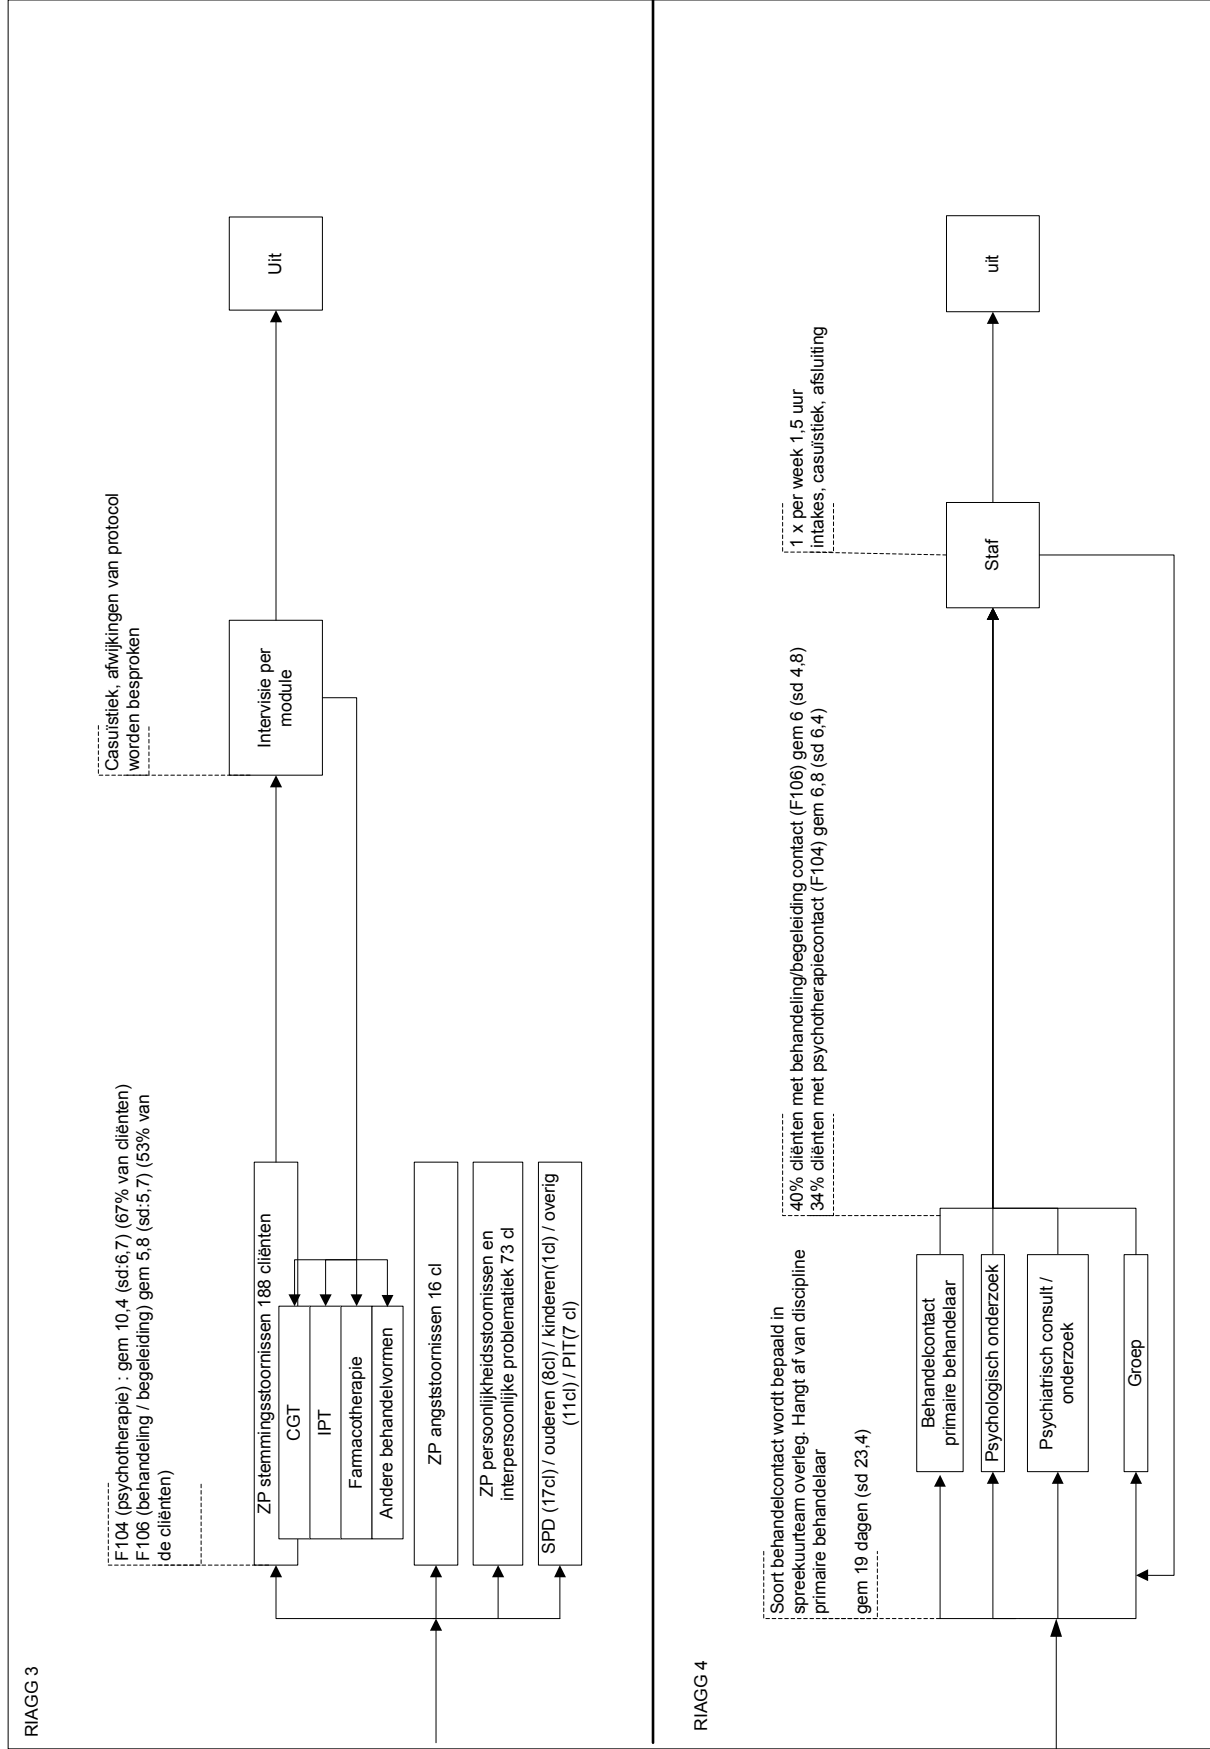 RIAGG 3
F104 (psychotherapie) : gem 10,4 (sd:6,7) (67% van cliënten)
F106 (behandeling / begeleiding) gem 5,8 (sd:5,7) (53% van
de cliënten)
ZP stemmingsstoornissen 188 cliënten
CGT
IPT
Farmacotherapie
Andere behandelvormen
ZP angststoornissen 16 cl
ZP persoonlijkheidsstoornissen en
interpersoonlijke problematiek 73 cl
SPD (17cl) / ouderen (8cl) / kinderen(1cl) / overig
(11cl) / PIT(7 cl)
Casuïstiek, afwijkingen van protocol
worden besproken
Intervisie per
module
Uit
RIAGG 4
Soort behandelcontact wordt bepaald in
spreekuurteam overleg. Hangt af van discipline
primaire behandelaar
gem 19 dagen (sd 23,4)
Behandelcontact
primaire behandelaar
Psychologisch onderzoek
Psychiatrisch consult /
onderzoek
Groep
40% cliënten met behandeling/begeleiding contact (F106) gem 6 (sd 4,8)
34% cliënten met psychotherapiecontact (F104) gem 6,8 (sd 6,4)
1 x per week 1,5 uur
intakes, casuïstiek, afsluiting
Staf
uit